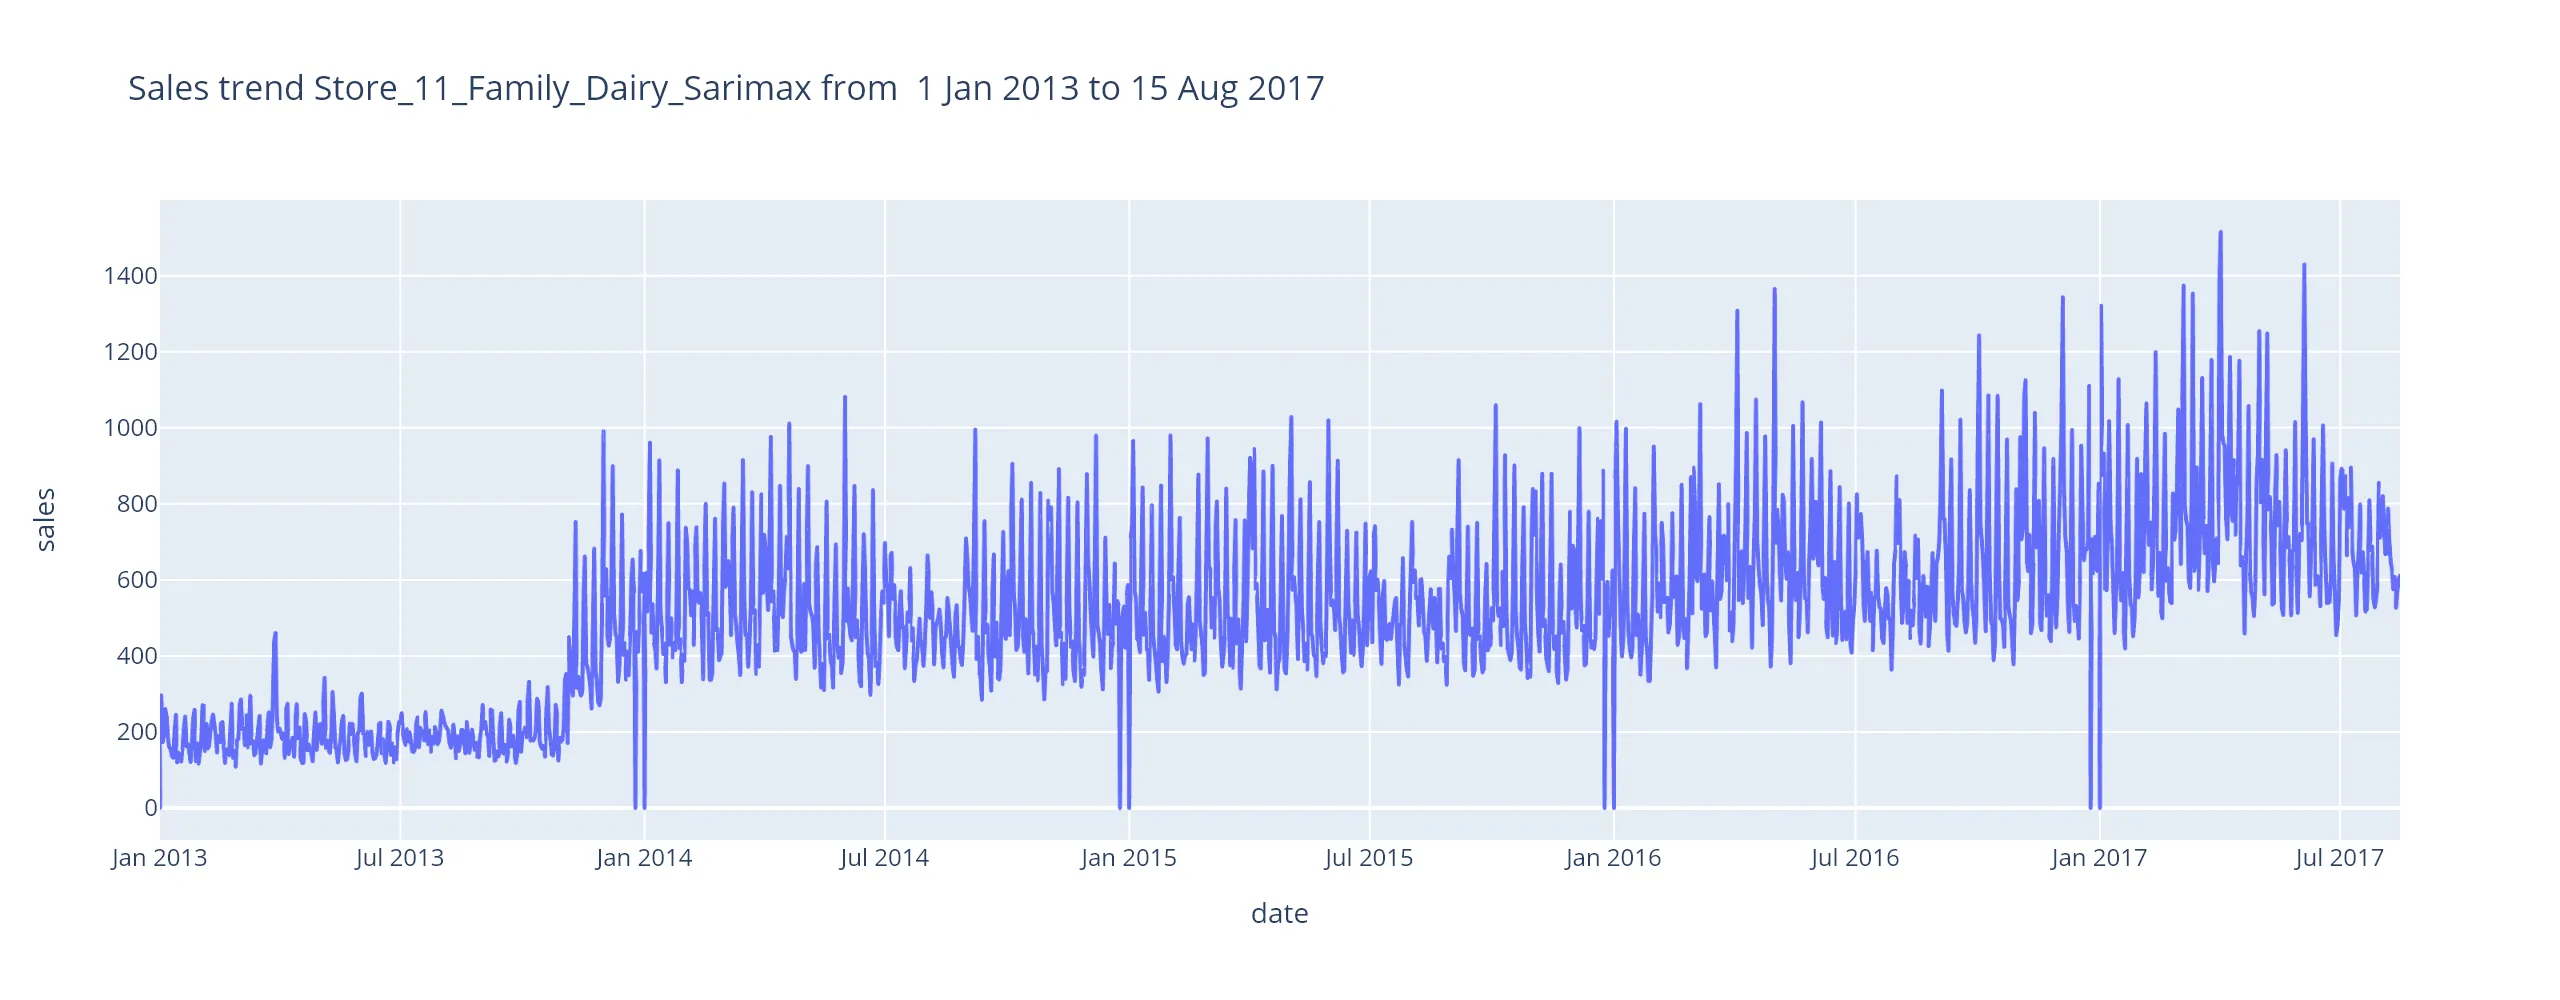 Sales trend Store_11_Family_Dairy_Sarimax from  1 Jan 2013 to 15 Aug 2017
1400
1200
1000
800
600
400
200
0
sales
Jan 2013 Jul 2013 Jan 2014 Jul 2014 Jan 2015 Jul 2015 Jan 2016 Jul 2016 Jan 2017 Jul 2017
date